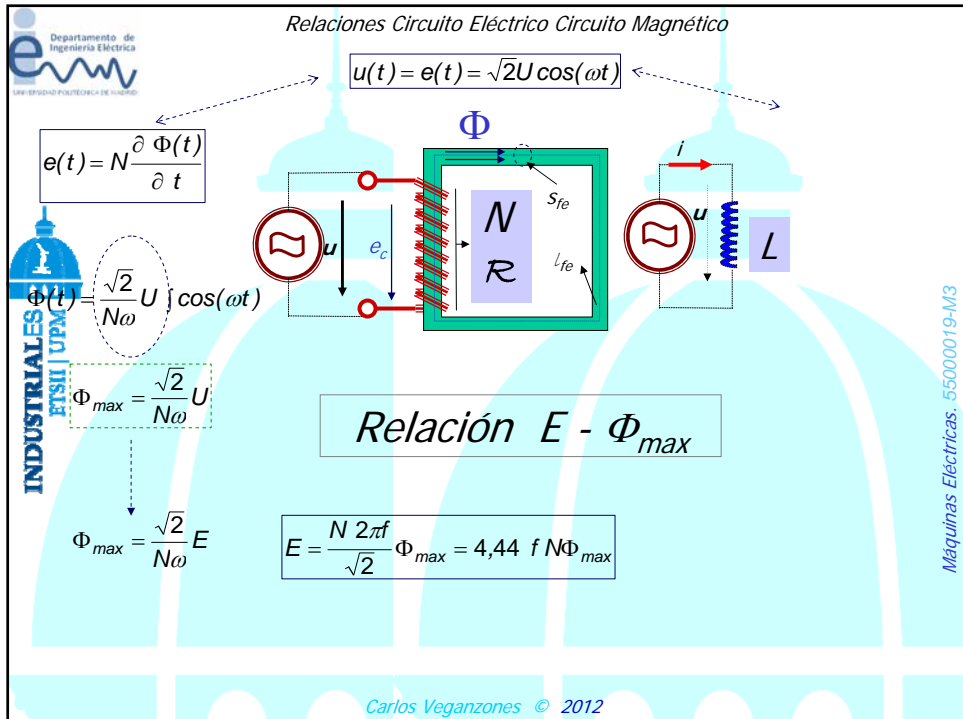 Relaciones Circuito Eléctrico Circuito Magnético
Departamento de
Ingeniería Eléctrica
UNIVERSIDAD POLITÉCNICA DE MADRID
u(t) = e(t) = √2 U cos(ωt)
e(t) = N ∂ Φ(t) / ∂ t
Φ
i
S_fe
u
e_c
N
R
l_fe
u
L
Φ(t) = √2 / Nω U ∫ cos(ωt)
INDUSTRIALES
ETSII | UPM
Φ_max = √2 / Nω U
Relación E - Φ_max
Φ_max = √2 / Nω E
E = N 2πf / √2 Φ_max = 4,44 f NΦ_max
Máquinas Eléctricas. 55000019-M3
Carlos Veganzones © 2012